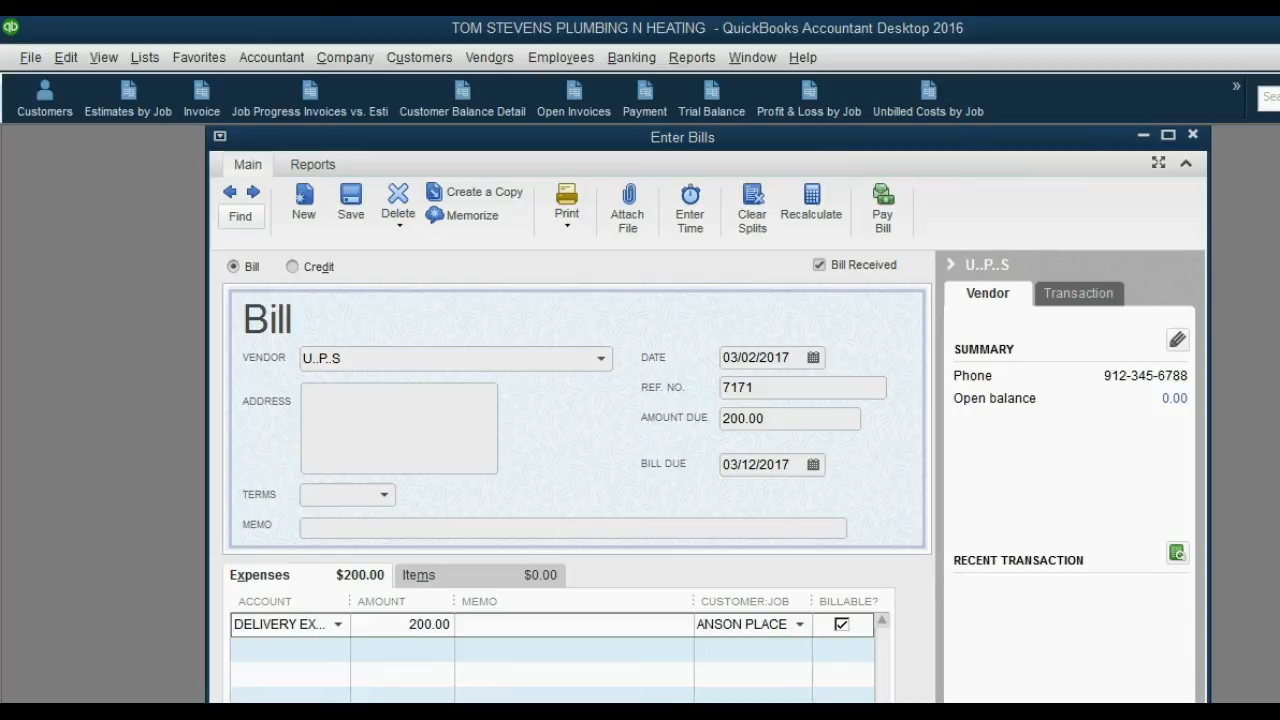 qb
TOM STEVENS PLUMBING N HEATING - QuickBooks Accountant Desktop 2016
File Edit View Lists Favorites Accountant Company Customers Vendors Employees Banking Reports Window Help
Customers Estimates by Job Invoice Job Progress Invoices vs. Esti Customer Balance Detail Open Invoices Payment Trial Balance Profit & Loss by Job Unbilled Costs by Job » Sea
Enter Bills
Main Reports
Find New Save Delete Create a Copy
Memorize
Print Attach File Enter Time Clear Splits Recalculate Pay Bill
Bill Credit Bill Received
Bill
VENDOR U..P..S
ADDRESS
TERMS
MEMO
DATE 03/02/2017
REF. NO. 7171
AMOUNT DUE 200.00
BILL DUE 03/12/2017
Expenses $200.00 Items $0.00
ACCOUNT AMOUNT MEMO CUSTOMER:JOB BILLABLE?
DELIVERY EX... 200.00 ANSON PLACE
U..P..S
Vendor Transaction
SUMMARY
Phone 912-345-6788
Open balance 0.00
RECENT TRANSACTION